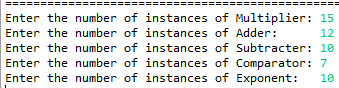 Enter the number of instances of Multiplier: 15
Enter the number of instances of Adder:      12
Enter the number of instances of Subtracter: 10
Enter the number of instances of Comparator: 7
Enter the number of instances of Exponent:   10